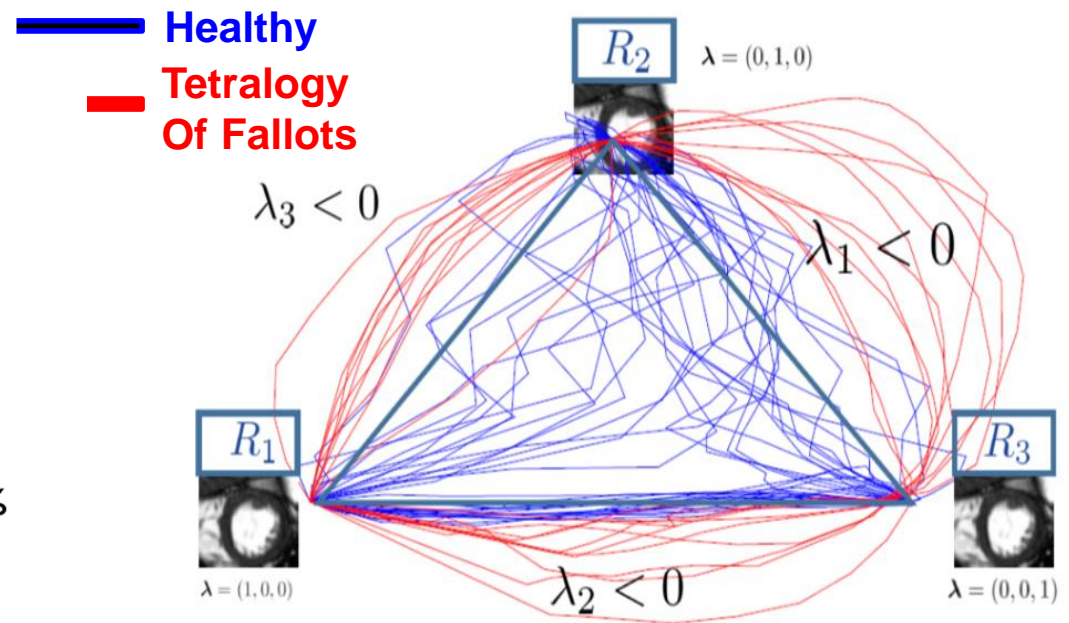 Healthy
Tetralogy
Of Fallots
R₂
λ = (0, 1, 0)
λ₃ < 0
λ₁ < 0
R₁
R₃
%
λ₂ < 0
λ = (1, 0, 0)
λ = (0, 0, 1)